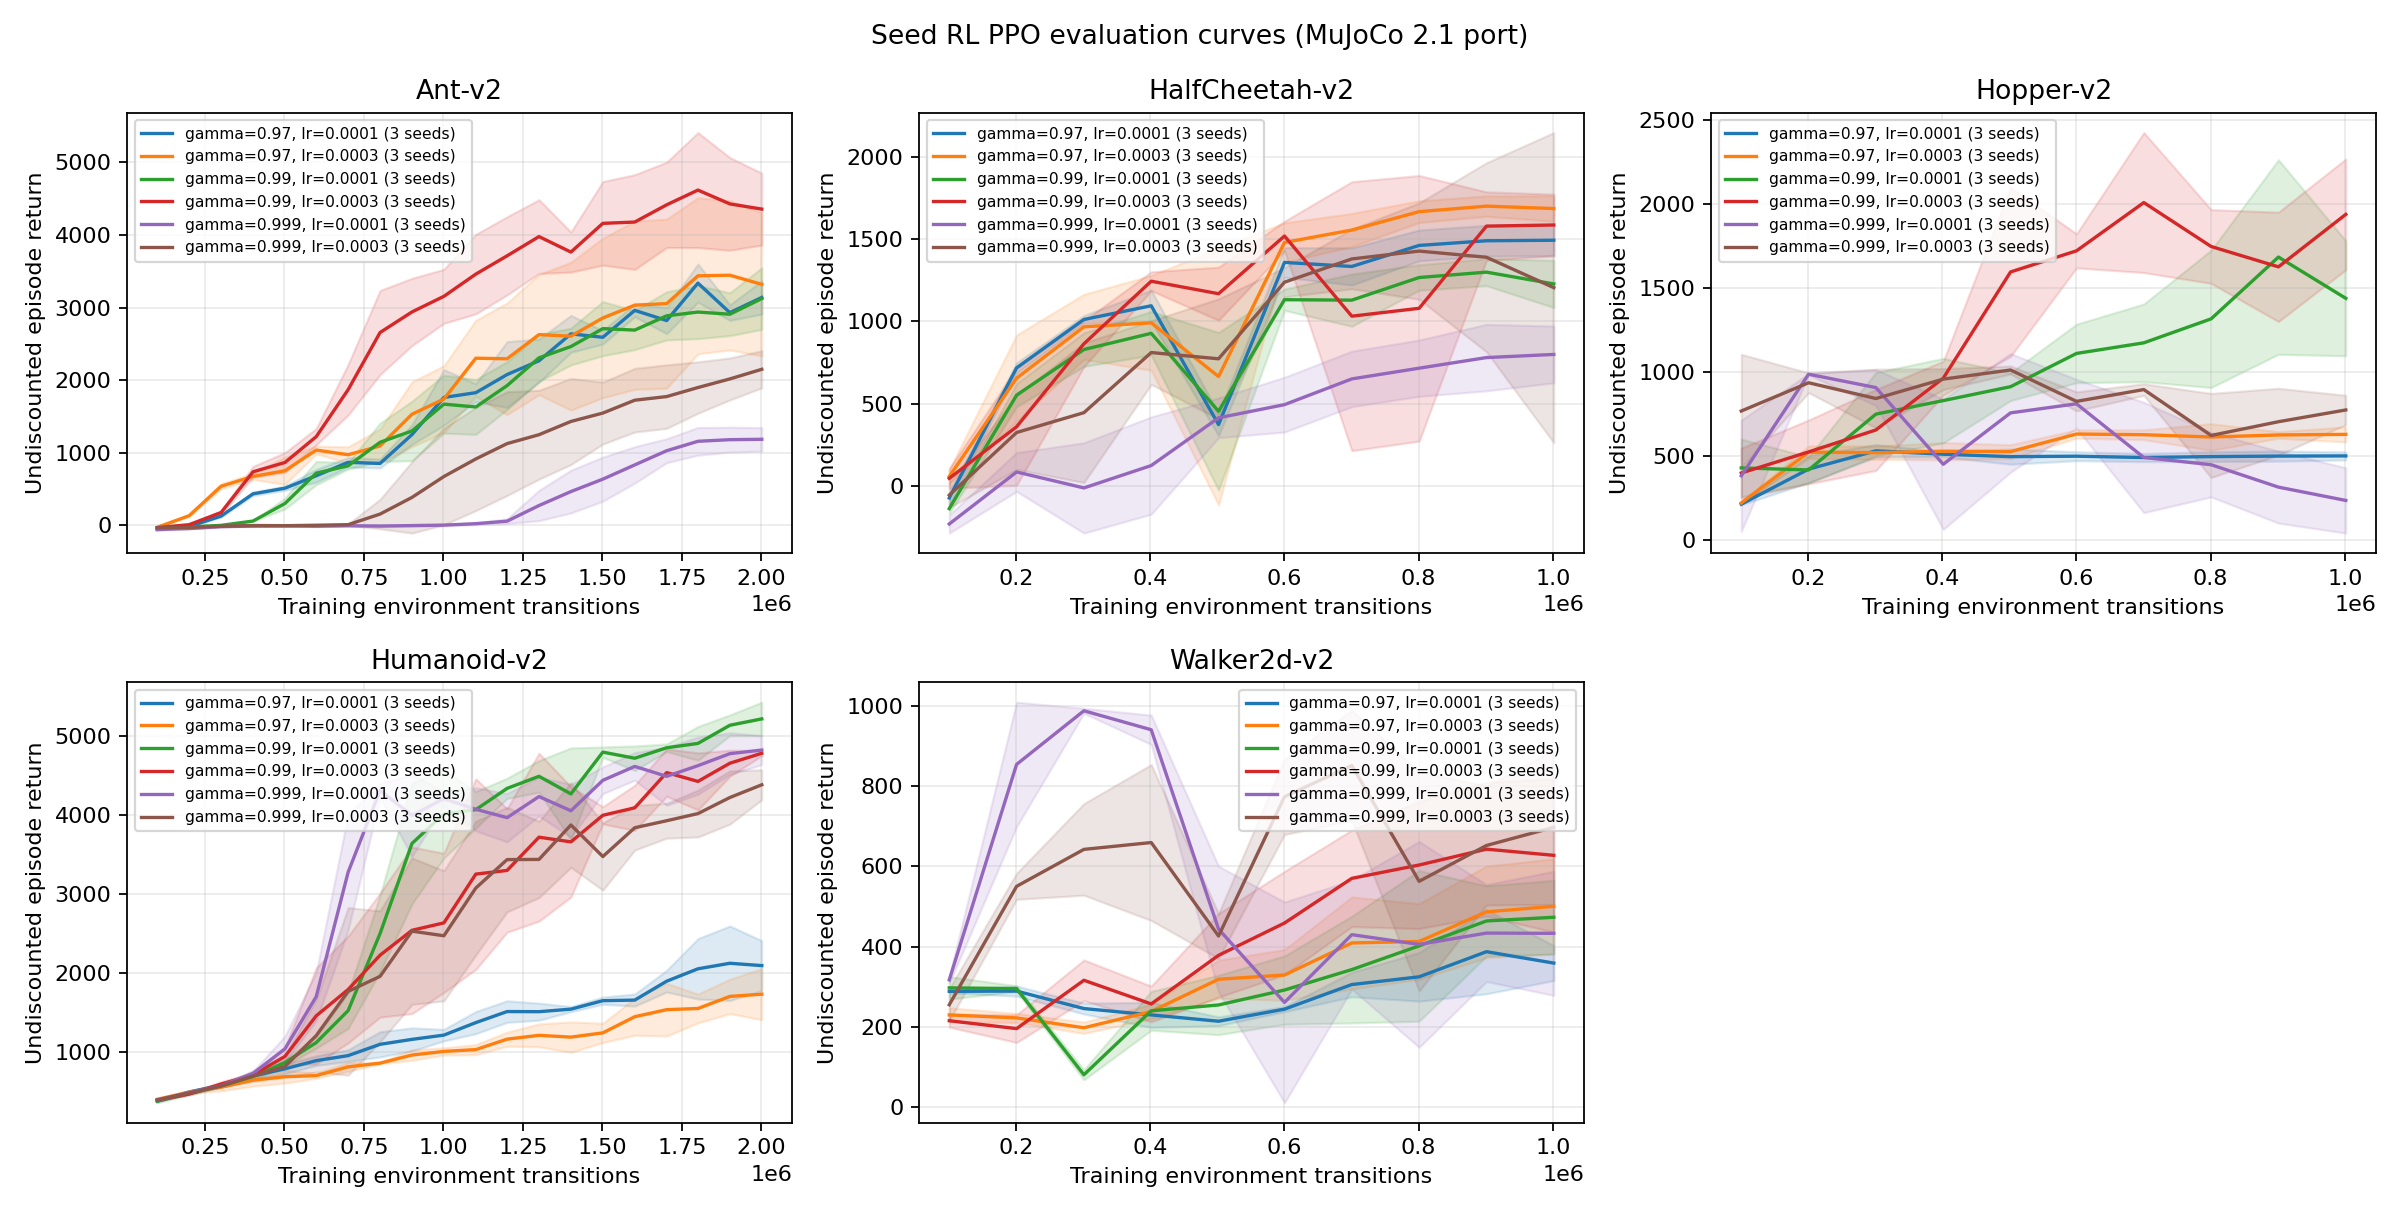 Seed RL PPO evaluation curves (MuJoCo 2.1 port)
Ant-v2
Undiscounted episode return
5000
4000
3000
2000
1000
0
gamma=0.97, lr=0.0001 (3 seeds)
gamma=0.97, lr=0.0003 (3 seeds)
gamma=0.99, lr=0.0001 (3 seeds)
gamma=0.99, lr=0.0003 (3 seeds)
gamma=0.999, lr=0.0001 (3 seeds)
gamma=0.999, lr=0.0003 (3 seeds)
0.25 0.50 0.75 1.00 1.25 1.50 1.75 2.00
1e6
Training environment transitions
HalfCheetah-v2
Undiscounted episode return
2000
1500
1000
500
0
gamma=0.97, lr=0.0001 (3 seeds)
gamma=0.97, lr=0.0003 (3 seeds)
gamma=0.99, lr=0.0001 (3 seeds)
gamma=0.99, lr=0.0003 (3 seeds)
gamma=0.999, lr=0.0001 (3 seeds)
gamma=0.999, lr=0.0003 (3 seeds)
0.2 0.4 0.6 0.8 1.0
1e6
Training environment transitions
Hopper-v2
Undiscounted episode return
2500
2000
1500
1000
500
0
gamma=0.97, lr=0.0001 (3 seeds)
gamma=0.97, lr=0.0003 (3 seeds)
gamma=0.99, lr=0.0001 (3 seeds)
gamma=0.99, lr=0.0003 (3 seeds)
gamma=0.999, lr=0.0001 (3 seeds)
gamma=0.999, lr=0.0003 (3 seeds)
0.2 0.4 0.6 0.8 1.0
1e6
Training environment transitions
Humanoid-v2
Undiscounted episode return
5000
4000
3000
2000
1000
gamma=0.97, lr=0.0001 (3 seeds)
gamma=0.97, lr=0.0003 (3 seeds)
gamma=0.99, lr=0.0001 (3 seeds)
gamma=0.99, lr=0.0003 (3 seeds)
gamma=0.999, lr=0.0001 (3 seeds)
gamma=0.999, lr=0.0003 (3 seeds)
0.25 0.50 0.75 1.00 1.25 1.50 1.75 2.00
1e6
Training environment transitions
Walker2d-v2
Undiscounted episode return
1000
800
600
400
200
0
gamma=0.97, lr=0.0001 (3 seeds)
gamma=0.97, lr=0.0003 (3 seeds)
gamma=0.99, lr=0.0001 (3 seeds)
gamma=0.99, lr=0.0003 (3 seeds)
gamma=0.999, lr=0.0001 (3 seeds)
gamma=0.999, lr=0.0003 (3 seeds)
0.2 0.4 0.6 0.8 1.0
1e6
Training environment transitions